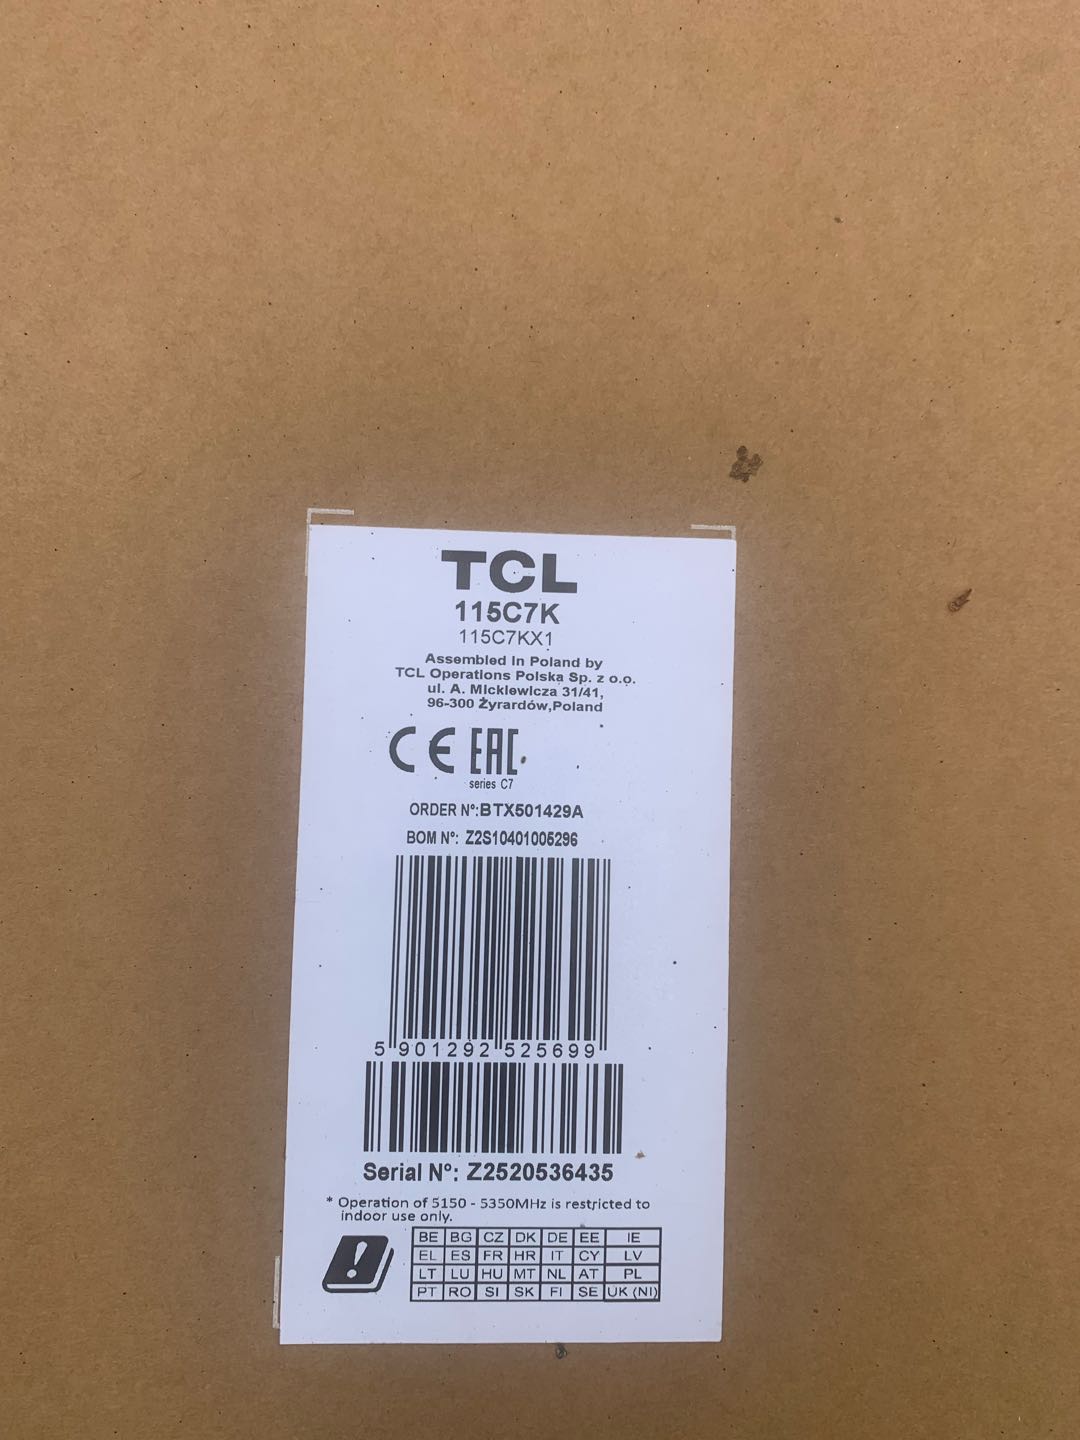 TCL
115C7K
115C7KX1
Assembled in Poland by
TCL Operations Polska Sp. z o.o.
ul. A. Mickiewicza 31/41,
96-300 Żyrardów,Poland
CE EAC
series C7
ORDER N°:BTX501429A
BOM N°: Z2S10401005296
5 901292 525699
Serial N°: Z2520536435
* Operation of 5150 - 5350MHz is restricted to
indoor use only.
BE BG CZ DK DE EE IE
EL ES FR HR IT CY LV
LT LU HU MT NL AT PL
PT RO SI SK FI SE UK (NI)